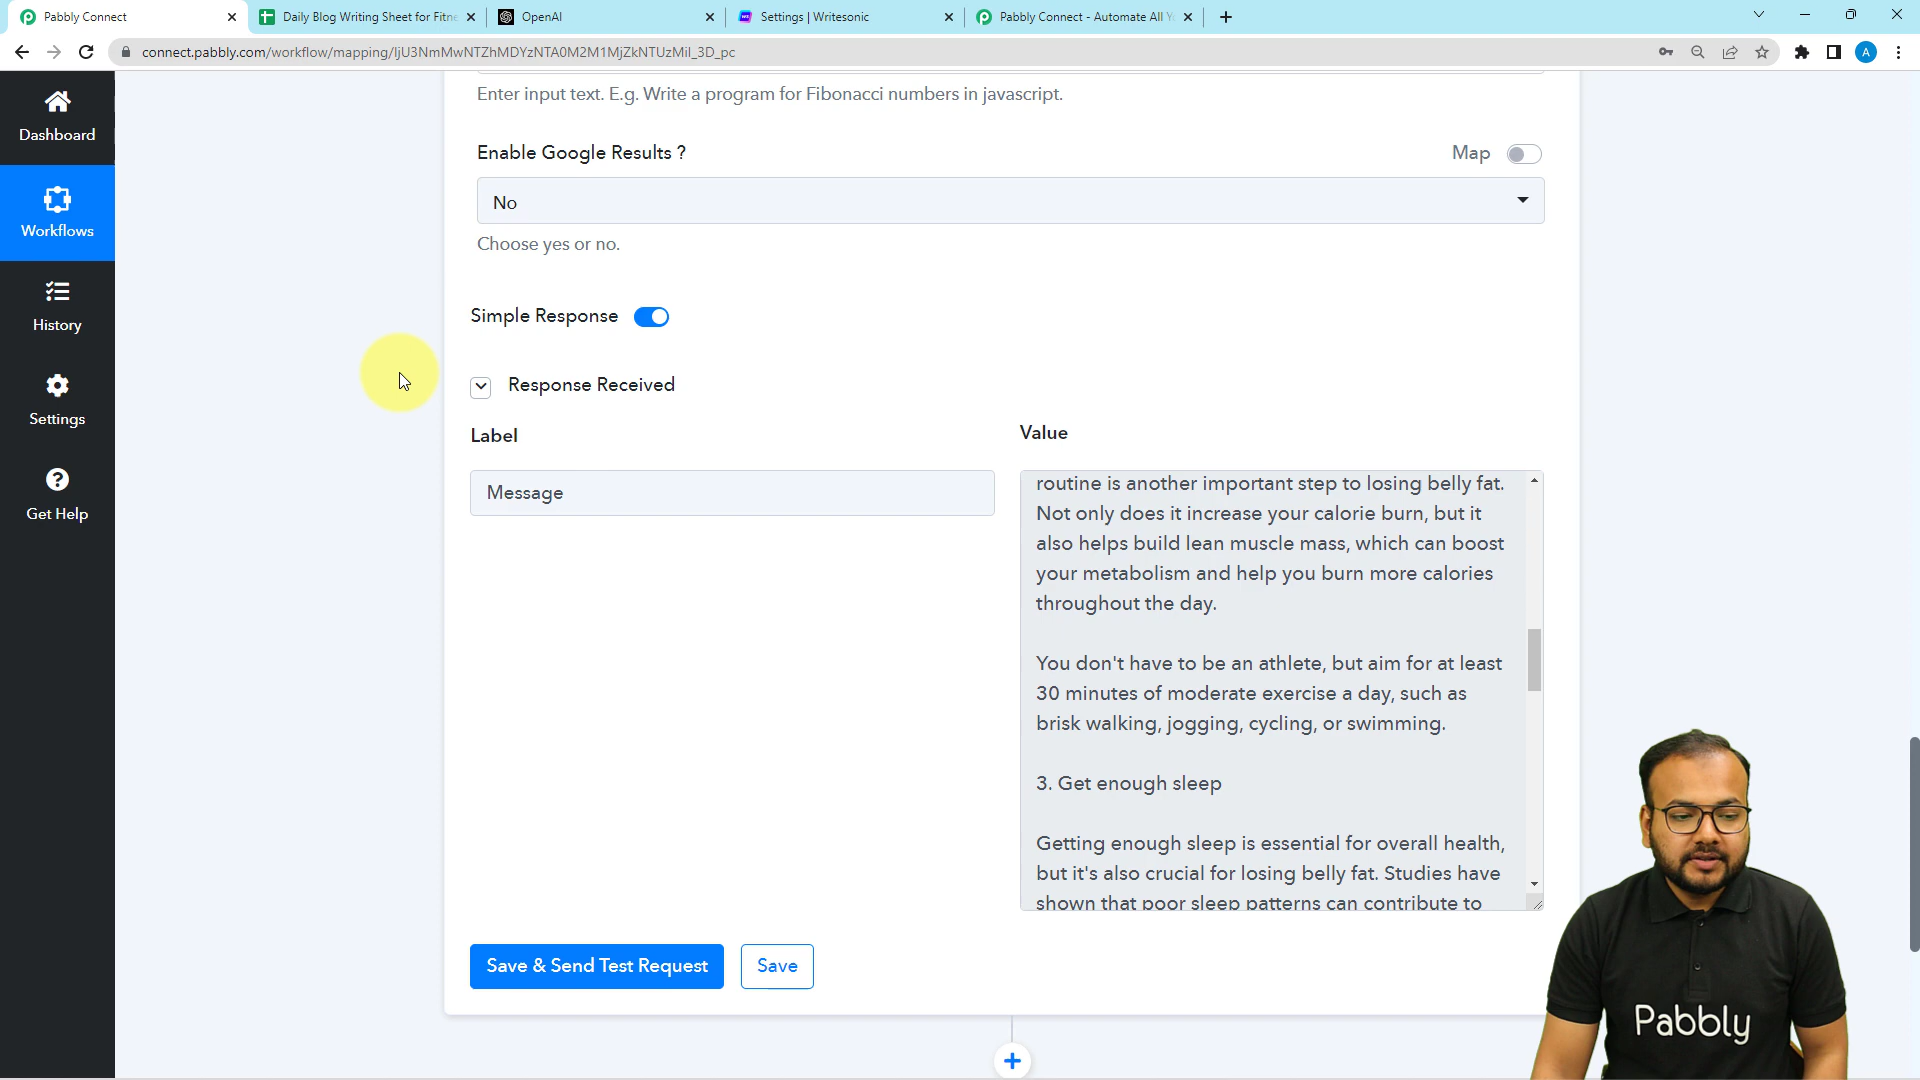 Pabbly Connect
Daily Blog Writing Sheet for Fitne
OpenAI
Settings | Writesonic
Pabbly Connect - Automate All Y
connect.pabbly.com/workflow/mapping/IjU3NmMwNTZhMDYzNTA0M2M1MjZkNTUzMiI_3D_pc
A
Dashboard
Workflows
History
Settings
Get Help
Enter input text. E.g. Write a program for Fibonacci numbers in javascript.
Enable Google Results ?
Map
No
Choose yes or no.
Simple Response
Response Received
Label
Value
Message
routine is another important step to losing belly fat.
Not only does it increase your calorie burn, but it
also helps build lean muscle mass, which can boost
your metabolism and help you burn more calories
throughout the day.
You don't have to be an athlete, but aim for at least
30 minutes of moderate exercise a day, such as
brisk walking, jogging, cycling, or swimming.
3. Get enough sleep
Getting enough sleep is essential for overall health,
but it's also crucial for losing belly fat. Studies have
shown that poor sleep patterns can contribute to
Save & Send Test Request
Save
Pabbly